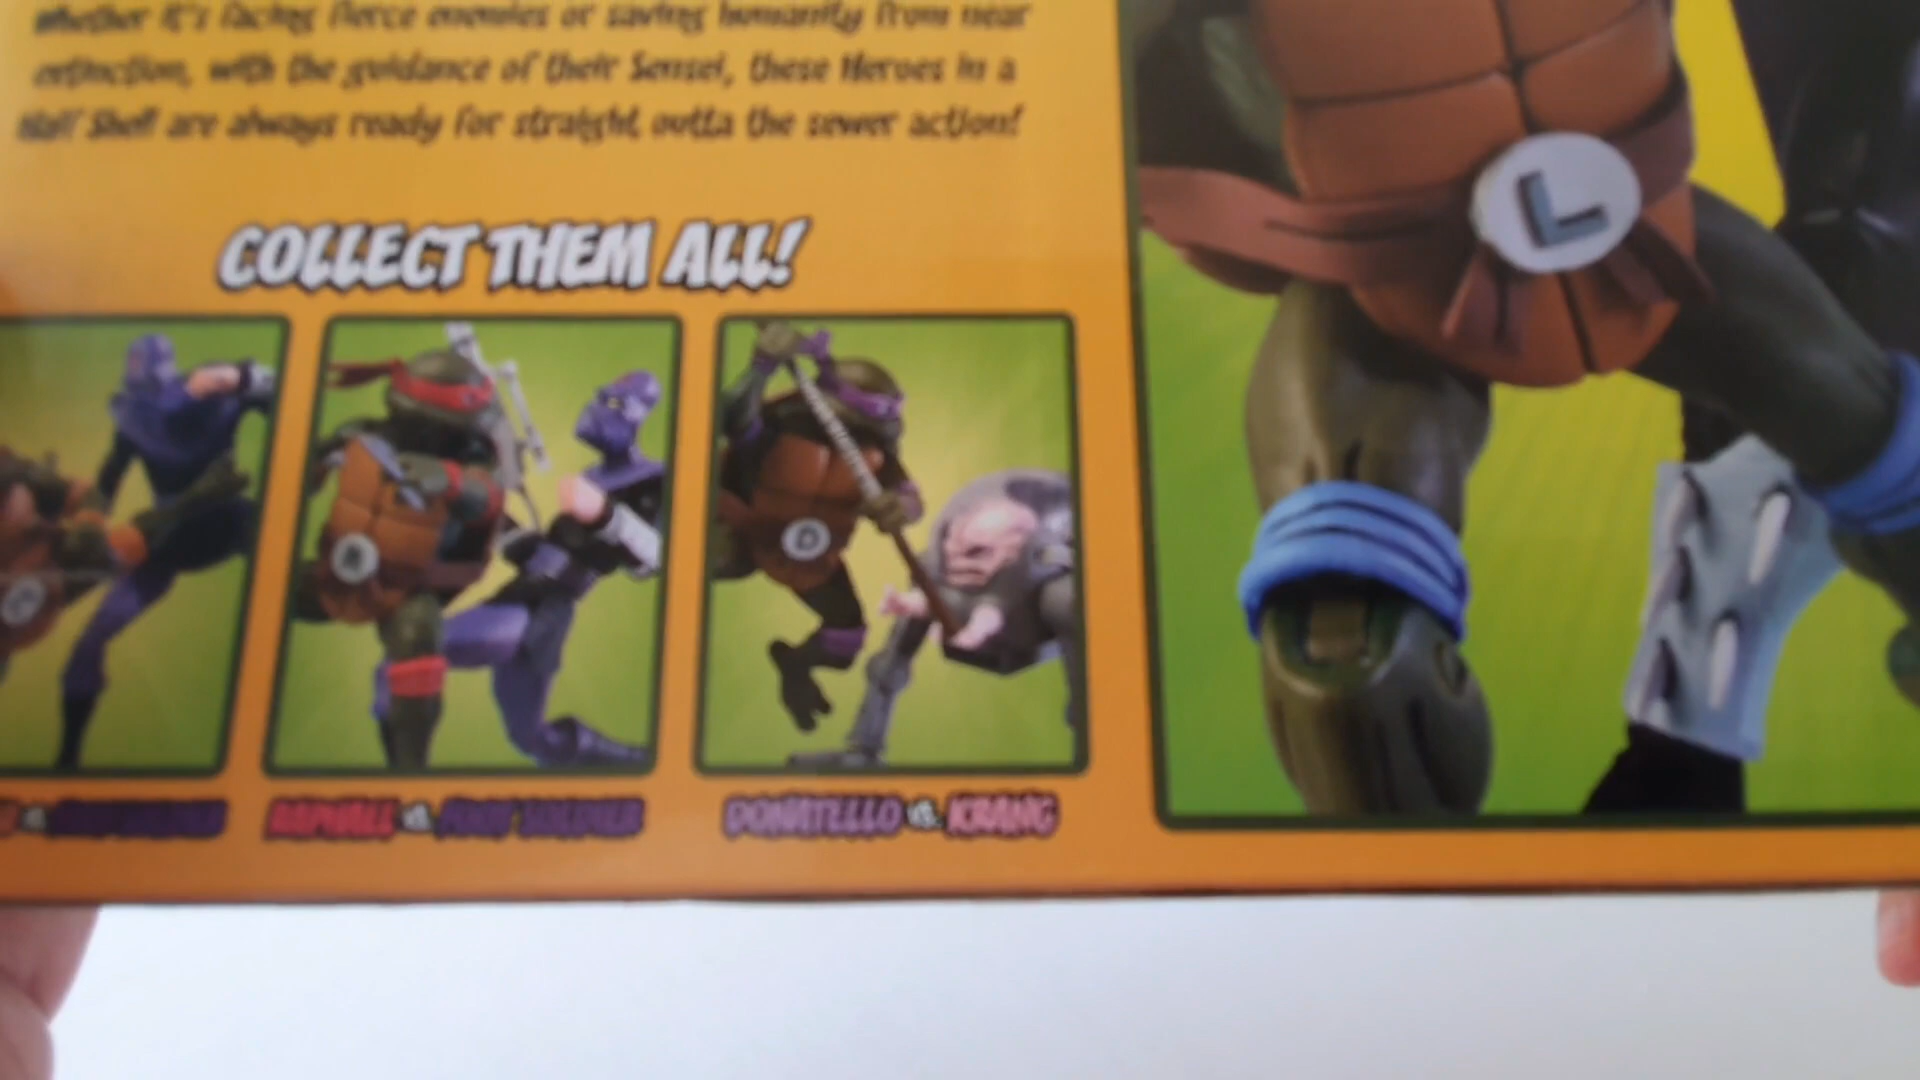 Whether it's facing fierce enemies or saving humanity from near
extinction, with the guidance of their Sensei, these Heroes in a
Half Shell are always ready for straight outta the sewer action!
COLLECT THEM ALL!
L
R
D
RAPHAEL vs. FOOT SOLDIER
DONATELLO vs. KRANG